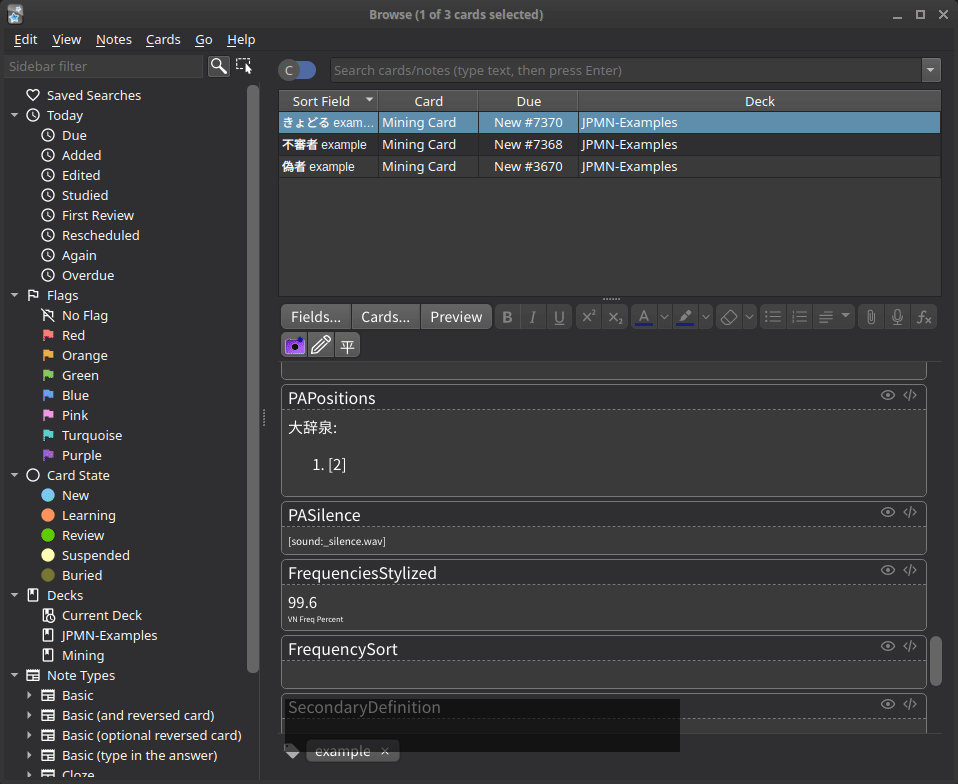 Browse (1 of 3 cards selected)
Edit View Notes Cards Go Help
Sidebar filter
Saved Searches
Today
Due
Added
Edited
Studied
First Review
Rescheduled
Again
Overdue
Flags
No Flag
Red
Orange
Green
Blue
Pink
Turquoise
Purple
Card State
New
Learning
Review
Suspended
Buried
Decks
Current Deck
JPMN-Examples
Mining
Note Types
Basic
Basic (and reversed card)
Basic (optional reversed card)
Basic (type in the answer)
Cloze
C
Search cards/notes (type text, then press Enter)
Sort Field Card Due Deck
きょどる exam... Mining Card New #7370 JPMN-Examples
不審者 example Mining Card New #7368 JPMN-Examples
偽者 example Mining Card New #3670 JPMN-Examples
Fields... Cards... Preview B I U x² x₂ A fx
平
PAPositions
大辞泉:
1. [2]
PASilence
[sound:_silence.wav]
FrequenciesStylized
99.6
VN Freq Percent
FrequencySort
SecondaryDefinition
example ×